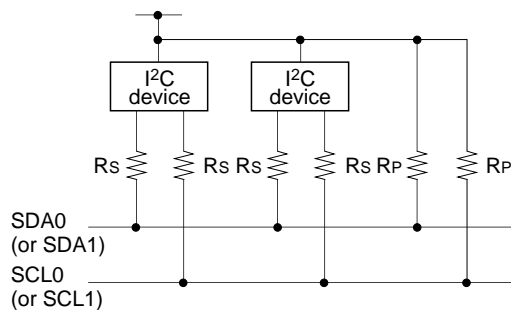 I²C
device
I²C
device
RS
RS
RS
RS
RP
RP
SDA0
(or SDA1)
SCL0
(or SCL1)